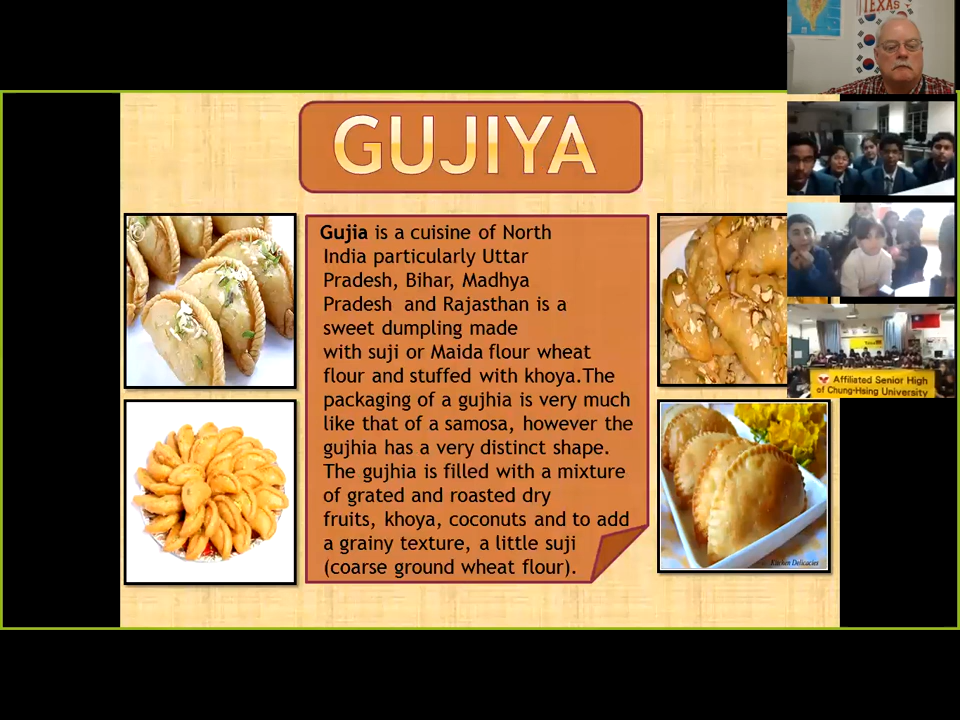 TEXAS
GUJIYA
Gujia is a cuisine of North
India particularly Uttar
Pradesh, Bihar, Madhya
Pradesh and Rajasthan is a
sweet dumpling made
with suji or Maida flour wheat
flour and stuffed with khoya.The
packaging of a gujhia is very much
like that of a samosa, however the
gujhia has a very distinct shape.
The gujhia is filled with a mixture
of grated and roasted dry
fruits, khoya, coconuts and to add
a grainy texture, a little suji
(coarse ground wheat flour).
Affiliated Senior High
of Chung-Hsing University
Kitchen Delicacies